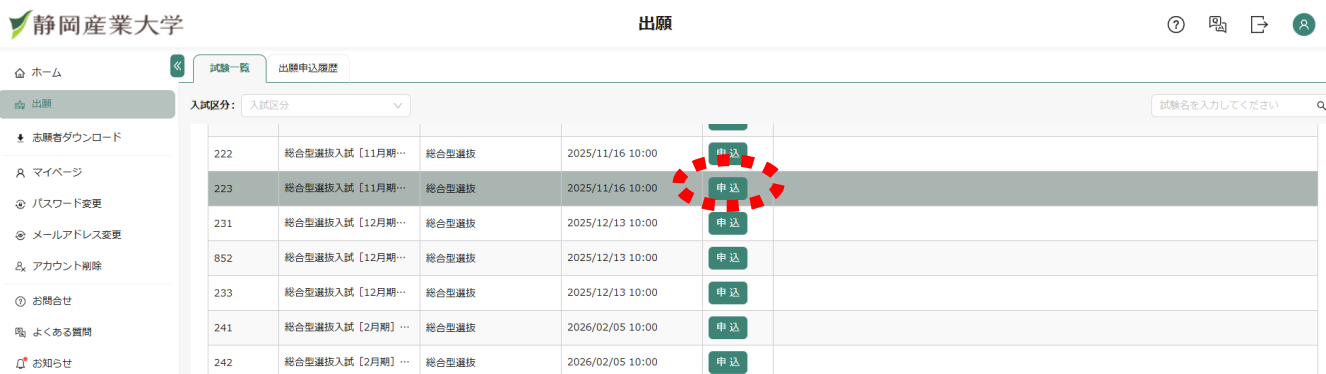 静岡産業大学
出願
ホーム
出願
志願者ダウンロード
マイページ
パスワード変更
メールアドレス変更
アカウント削除
お問合せ
よくある質問
お知らせ
試験一覧 出願申込履歴
入試区分： 入試区分 試験名を入力してください
222 総合型選抜入試［11月期… 総合型選抜 2025/11/16 10:00 申 込
223 総合型選抜入試［11月期… 総合型選抜 2025/11/16 10:00 申 込
231 総合型選抜入試［12月期… 総合型選抜 2025/12/13 10:00 申 込
852 総合型選抜入試［12月期… 総合型選抜 2025/12/13 10:00 申 込
233 総合型選抜入試［12月期… 総合型選抜 2025/12/13 10:00 申 込
241 総合型選抜入試［2月期］… 総合型選抜 2026/02/05 10:00 申 込
242 総合型選抜入試［2月期］… 総合型選抜 2026/02/05 10:00 申 込